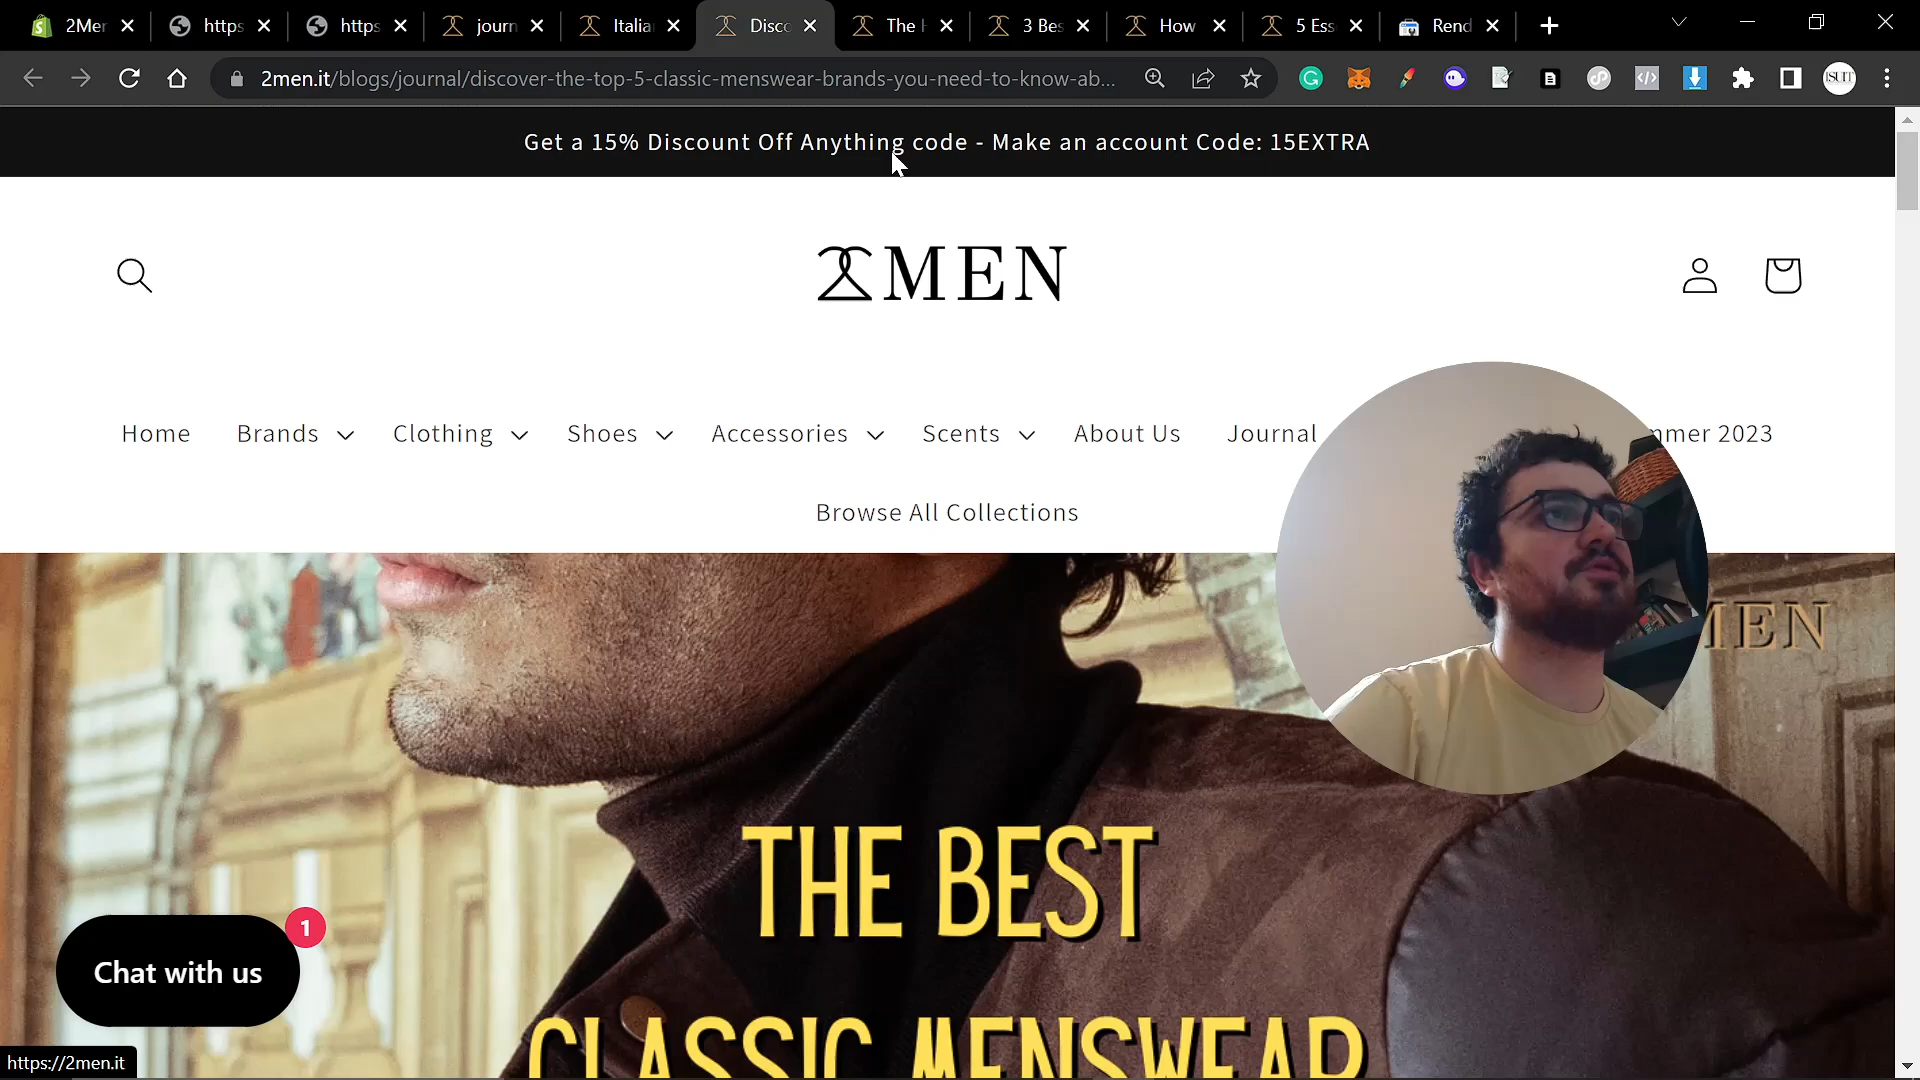 2Mer
https
https
journ
Italia
Disco
The
3 Bes
How
5 Ess
Rend
2men.it/blogs/journal/discover-the-top-5-classic-menswear-brands-you-need-to-know-ab...
ISUIT
Get a 15% Discount Off Anything code - Make an account Code: 15EXTRA
2MEN
Home Brands Clothing Shoes Accessories Scents About Us Journal mmer 2023
Browse All Collections
MEN
THE BEST
CLASSIC MENSWEAR
1
Chat with us
https://2men.it